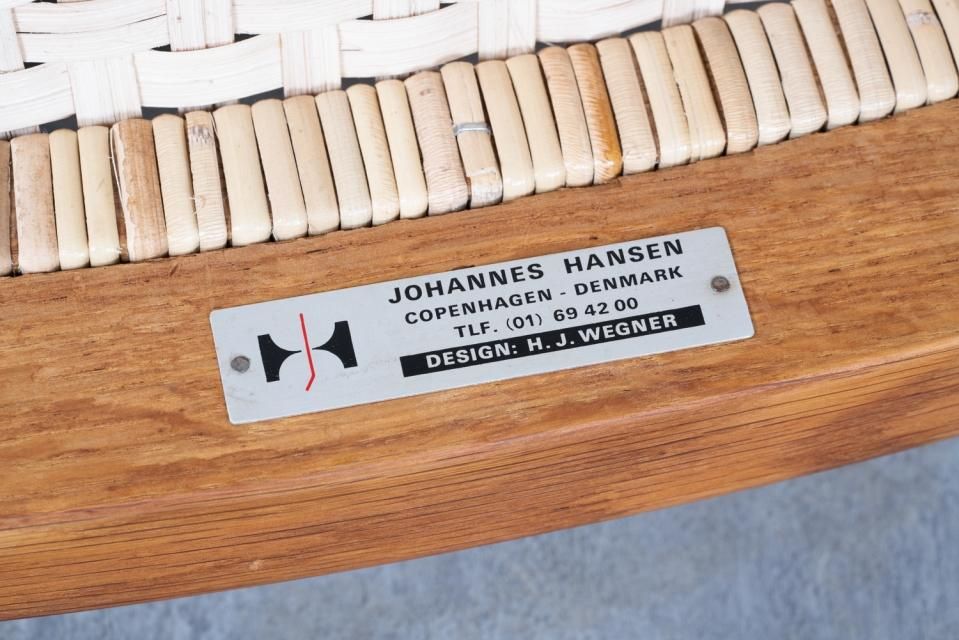 JOHANNES HANSEN
COPENHAGEN - DENMARK
TLF. (01) 69 42 00
DESIGN: H. J. WEGNER